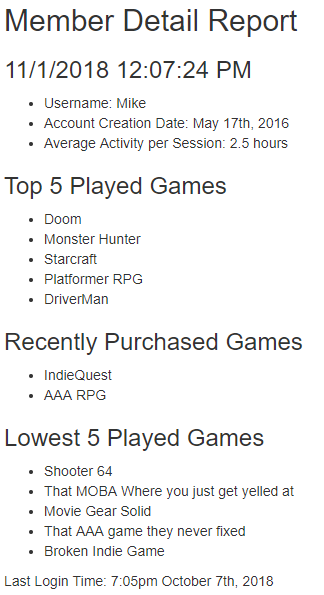 Member Detail Report
11/1/2018 12:07:24 PM
Username: Mike
Account Creation Date: May 17th, 2016
Average Activity per Session: 2.5 hours
Top 5 Played Games
Doom
Monster Hunter
Starcraft
Platformer RPG
DriverMan
Recently Purchased Games
IndieQuest
AAA RPG
Lowest 5 Played Games
Shooter 64
That MOBA Where you just get yelled at
Movie Gear Solid
That AAA game they never fixed
Broken Indie Game
Last Login Time: 7:05pm October 7th, 2018